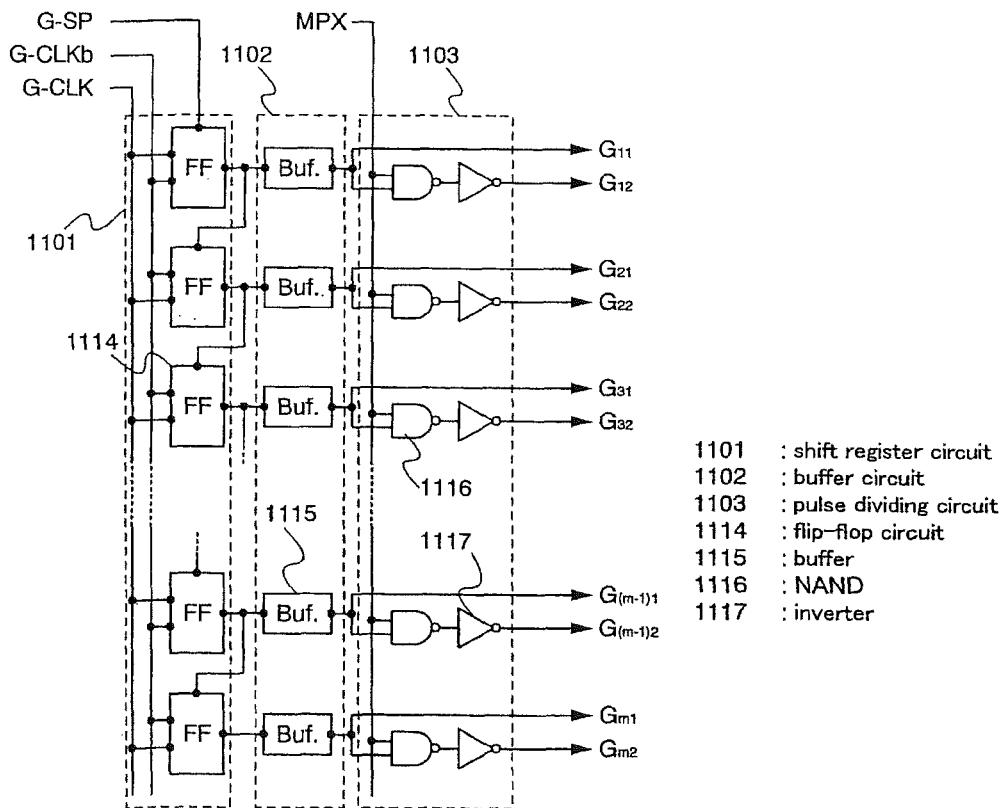 G-SP
MPX
G-CLKb
1102
1103
G-CLK
FF
Buf.
G11
G12
1101
FF
Buf.
G21
G22
1114
FF
Buf.
G31
G32
1116
1115
1117
FF
Buf.
G(m-1)1
G(m-1)2
FF
Buf.
Gm1
Gm2
1101 : shift register circuit
1102 : buffer circuit
1103 : pulse dividing circuit
1114 : flip-flop circuit
1115 : buffer
1116 : NAND
1117 : inverter